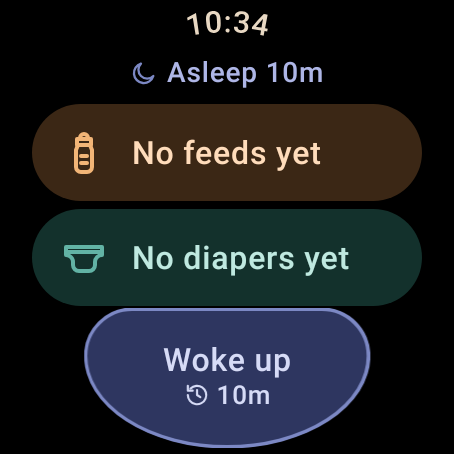 10:34
Asleep 10m
No feeds yet
No diapers yet
Woke up
10m